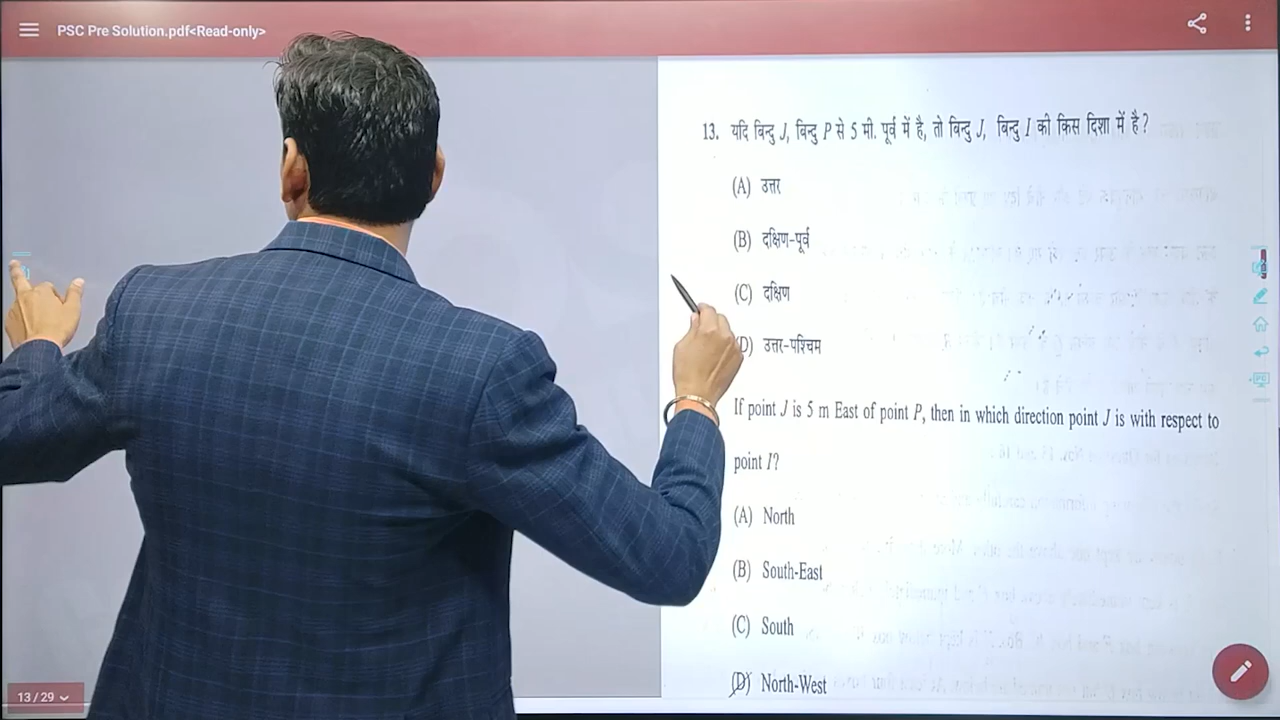 PSC Pre Solution.pdf<Read-only>
13. यदि बिन्दु J, बिन्दु P से 5 मी. पूर्व में है, तो बिन्दु J, बिन्दु I की किस दिशा में है?
(A) उत्तर
(B) दक्षिण-पूर्व
(C) दक्षिण
(D) उत्तर-पश्चिम
If point J is 5 m East of point P, then in which direction point J is with respect to
point I?
(A) North
(B) South-East
(C) South
(D) North-West
13 / 29